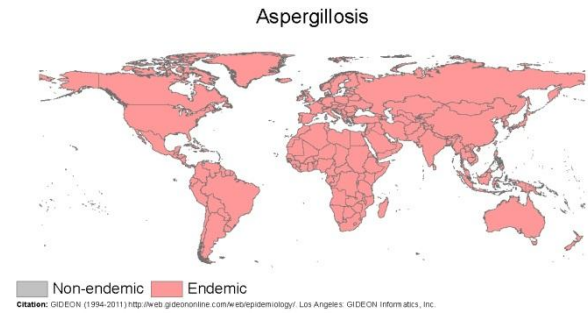 Aspergillosis
Non-endemic Endemic
Citation: GIDEON (1994-2011) http://web.gideononline.com/web/epidemiology/. Los Angeles: GIDEON Informatics, Inc.